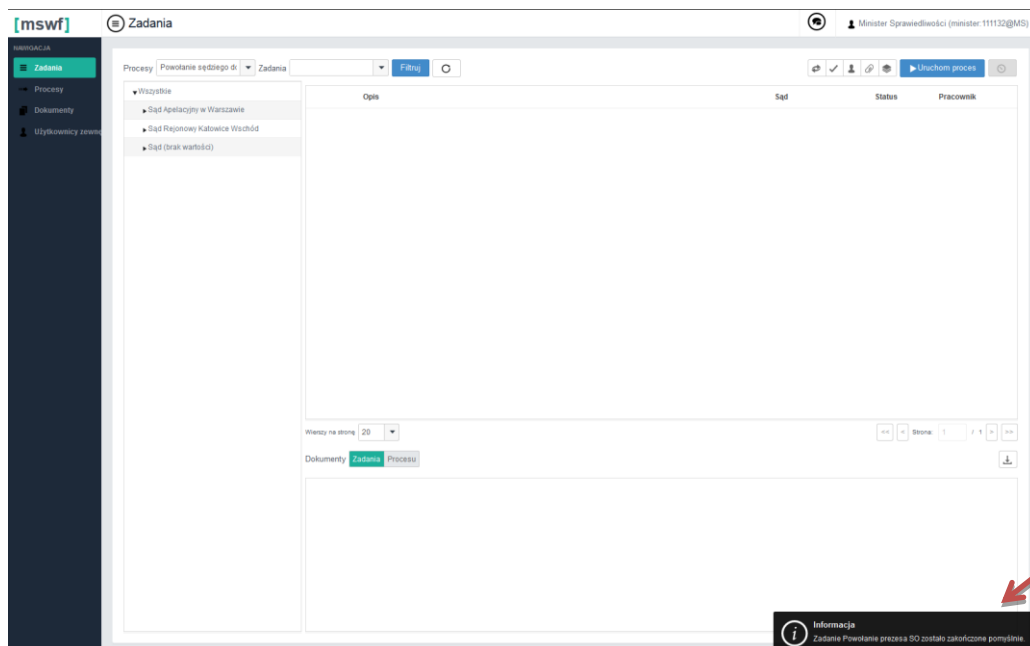 [mswf]
Zadania
Minister Sprawiedliwości (minister.111132@MS)
NAWIGACJA
Zadania
Procesy
Dokumenty
Użytkownicy zewnę
Procesy Powołanie sędziego do Zadania Filtruj
Uruchom proces
Wszystkie
Sąd Apelacyjny w Warszawie
Sąd Rejonowy Katowice Wschód
Sąd (brak wartości)
Opis Sąd Status Pracownik
Wierszy na stronę 20
<< < Strona: 1 / 1 > >>
Dokumenty Zadania Procesu
Informacja
Zadanie Powołanie prezesa SO zostało zakończone pomyślnie.